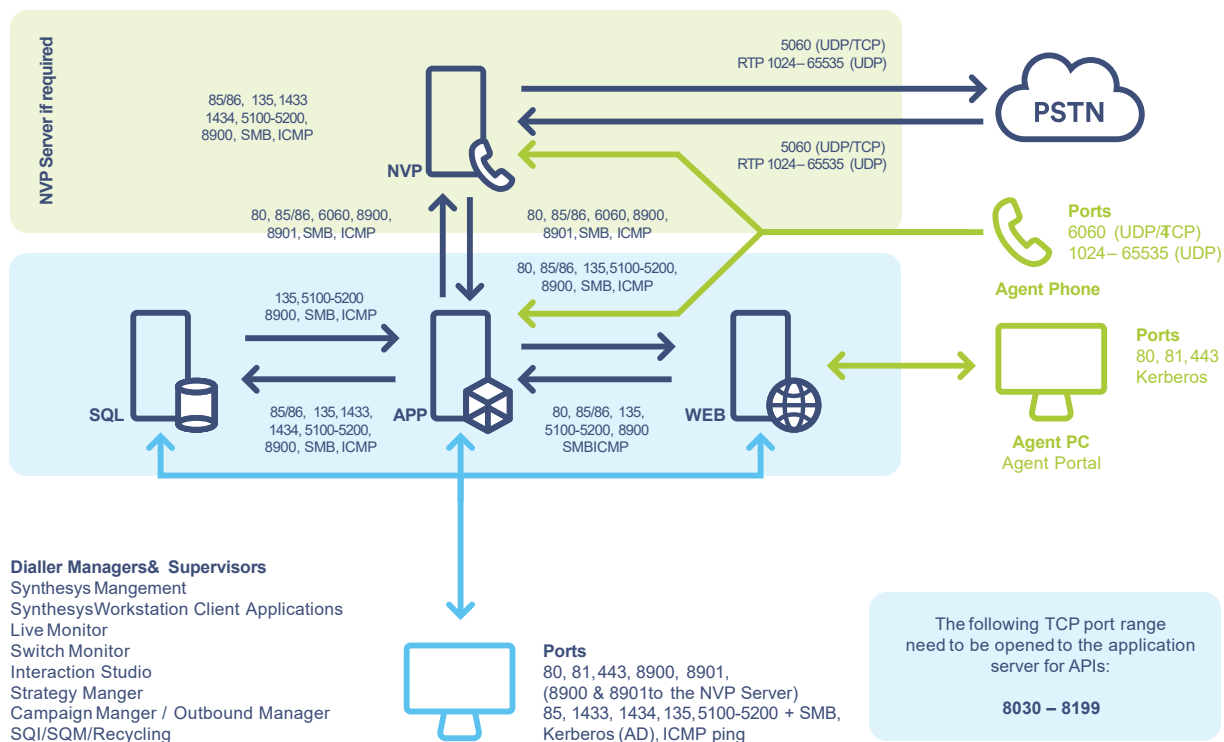 NVP Server if required
85/86, 135,1433
1434, 5100-5200,
8900, SMB, ICMP
NVP
5060 (UDP/TCP)
RTP 1024– 65535 (UDP)
PSTN
5060 (UDP/TCP)
RTP 1024– 65535 (UDP)
80, 85/86, 6060, 8900,
8901, SMB, ICMP
80, 85/86, 6060, 8900,
8901, SMB, ICMP
Ports
6060 (UDP/TCP)
1024– 65535 (UDP)
Agent Phone
80, 85/86, 135,5100-5200,
8900, SMB, ICMP
135,5100-5200
8900, SMB, ICMP
SQL
85/86, 135,1433,
1434, 5100-5200,
8900, SMB, ICMP
APP
80, 85/86, 135,
5100-5200, 8900
SMBICMP
WEB
Ports
80, 81,443
Kerberos
Agent PC
Agent Portal
Dialler Managers& Supervisors
Synthesys Mangement
SynthesysWorkstation Client Applications
Live Monitor
Switch Monitor
Interaction Studio
Strategy Manger
Campaign Manger / Outbound Manager
SQI/SQM/Recycling
Ports
80, 81,443, 8900, 8901,
(8900 & 8901to the NVP Server)
85, 1433, 1434, 135,5100-5200 + SMB,
Kerberos (AD), ICMP ping
The following TCP port range
need to be opened to the application
server for APIs:
8030 – 8199